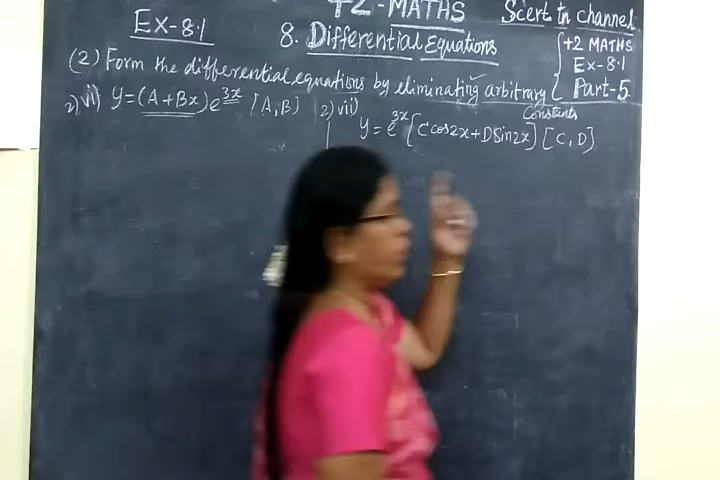 +2 - MATHS
Ex-8.1
Scert Tn channel
8. Differential Equations
{ +2 MATHS
Ex-8.1
Part-5
(2) Form the differential equations by eliminating arbitrary
Constants
2) vi) y=(A+Bx)e^{3x} [A,B]
2) vii)
y = e^{3x}[C cos2x+D Sin2x] [C, D]